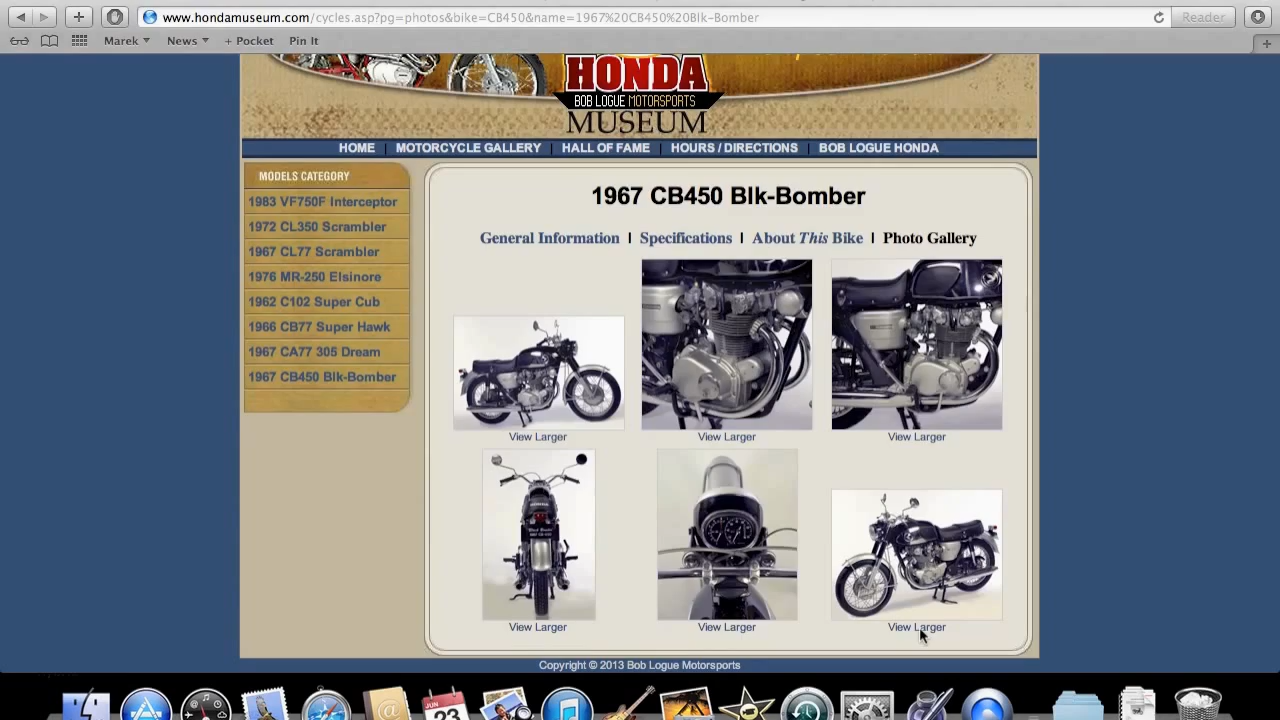 www.hondamuseum.com/cycles.asp?pg=photos&bike=CB450&name=1967%20CB450%20Blk-Bomber
Reader
Marek News + Pocket Pin It
HONDA
BOB LOGUE MOTORSPORTS
MUSEUM
HOME | MOTORCYCLE GALLERY | HALL OF FAME | HOURS / DIRECTIONS | BOB LOGUE HONDA
MODELS CATEGORY
1983 VF750F Interceptor
1972 CL350 Scrambler
1967 CL77 Scrambler
1976 MR-250 Elsinore
1962 C102 Super Cub
1966 CB77 Super Hawk
1967 CA77 305 Dream
1967 CB450 Blk-Bomber
1967 CB450 Blk-Bomber
General Information | Specifications | About This Bike | Photo Gallery
View Larger View Larger View Larger
HONDA
View Larger View Larger View Larger
Copyright © 2013 Bob Logue Motorsports
JUN
23